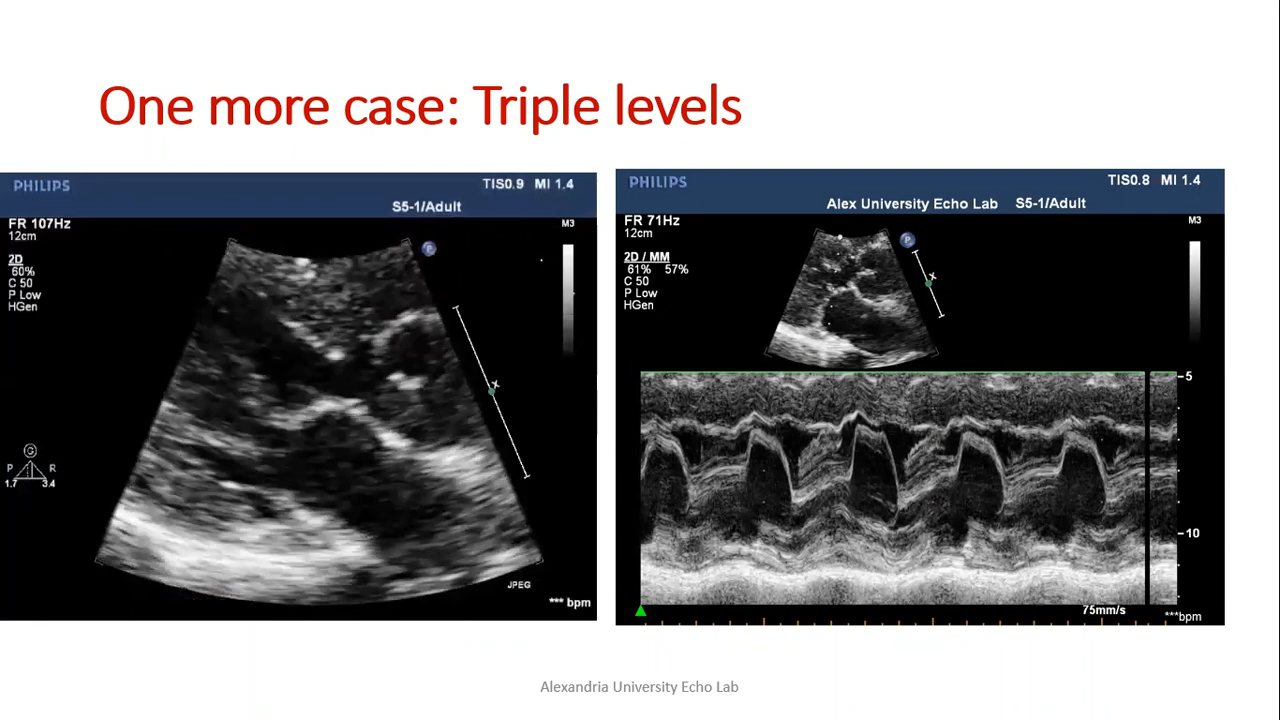 One more case: Triple levels
PHILIPS
TIS0.9 MI 1.4
S5-1/Adult
FR 107Hz
12cm
M3
2D
60%
C 50
P Low
HGen
P
x
G
P R
1.7 3.4
JPEG
*** bpm
PHILIPS
TIS0.8 MI 1.4
Alex University Echo Lab S5-1/Adult
FR 71Hz
12cm
M3
2D / MM
61% 57%
C 50
P Low
HGen
P
x
5
10
75mm/s
***bpm
Alexandria University Echo Lab